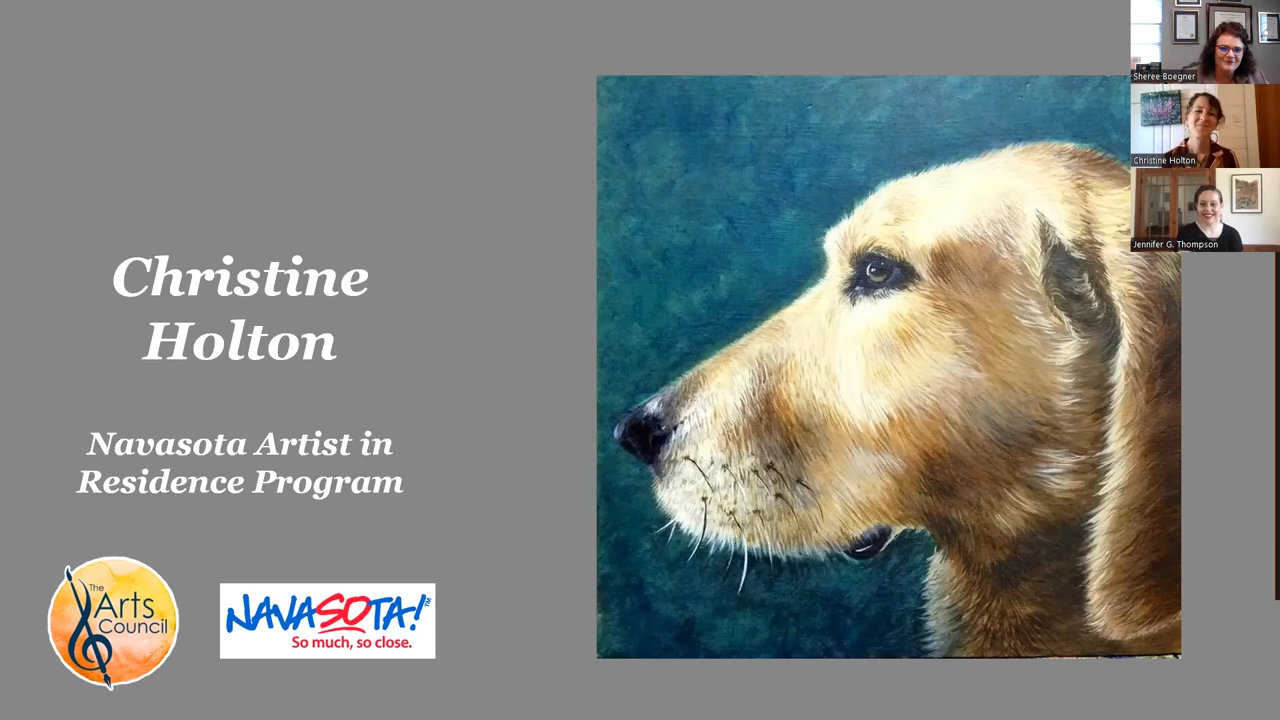 Christine
Holton
Navasota Artist in
Residence Program
The
Arts
Council
NAVASOTA!™
So much, so close.
Sheree Boegner
Christine Holton
Jennifer G. Thompson